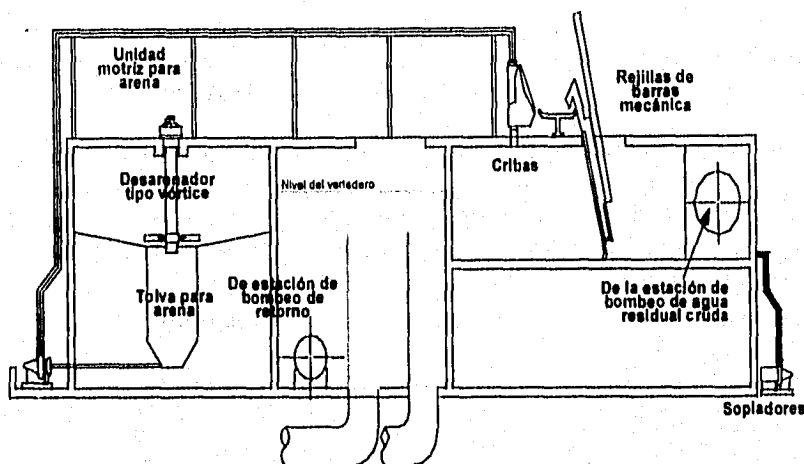 Unidad
motriz para
arena
Rejillas de
barras
mecánica
Cribas
Desarenador
tipo vórtice
Nivel del vertedero
Tolva para
arena
De estación de
bombeo de
retorno
De la estación de
bombeo de agua
residual cruda
Sopladores